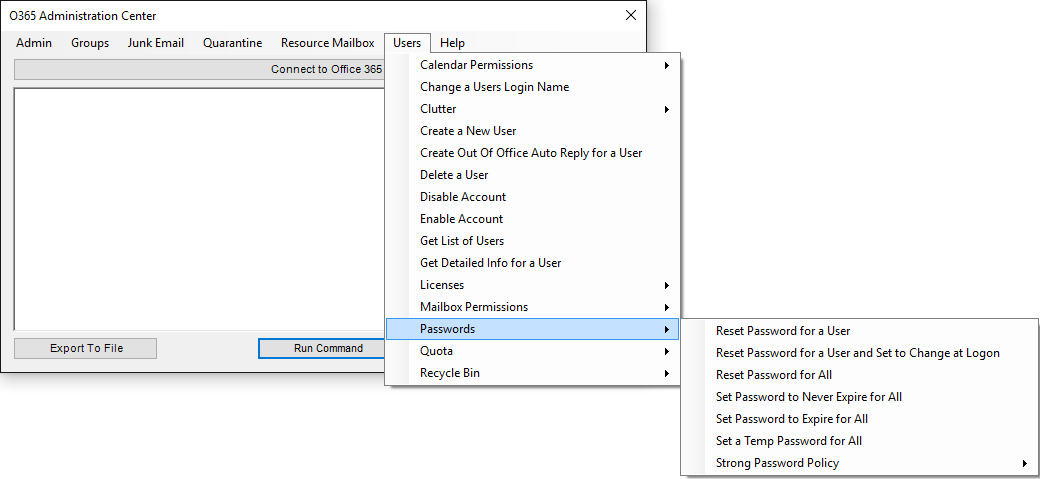 O365 Administration Center
Admin Groups Junk Email Quarantine Resource Mailbox Users Help
Connect to Office 365
Calendar Permissions
Change a Users Login Name
Clutter
Create a New User
Create Out Of Office Auto Reply for a User
Delete a User
Disable Account
Enable Account
Get List of Users
Get Detailed Info for a User
Licenses
Mailbox Permissions
Passwords
Quota
Recycle Bin
Reset Password for a User
Reset Password for a User and Set to Change at Logon
Reset Password for All
Set Password to Never Expire for All
Set Password to Expire for All
Set a Temp Password for All
Strong Password Policy
Export To File
Run Command